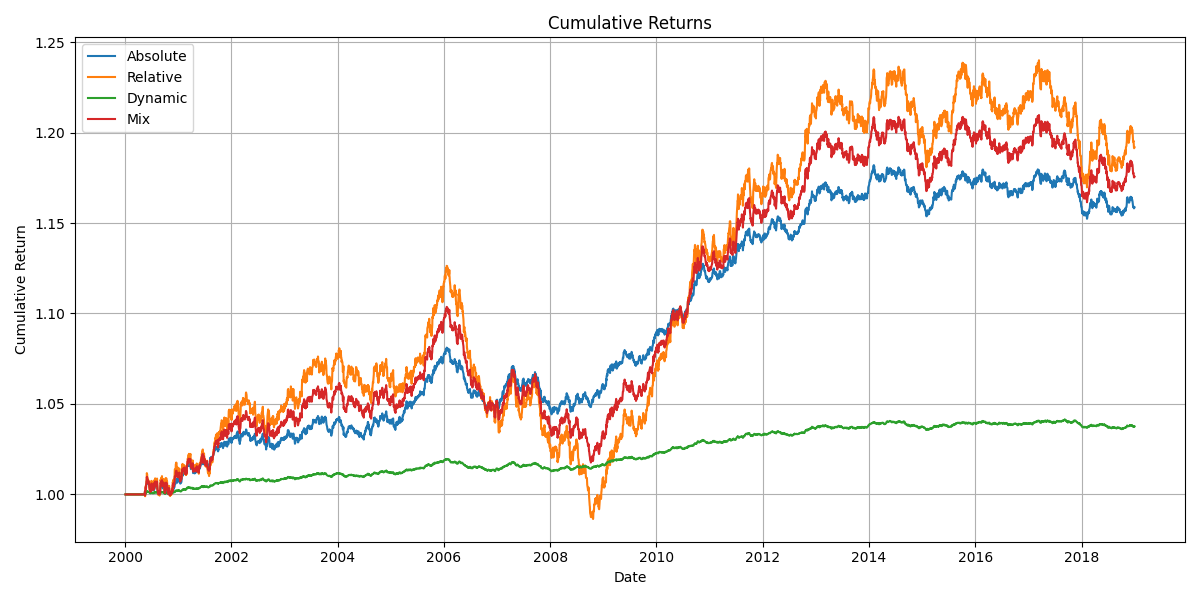 Cumulative Returns
Absolute
Relative
Dynamic
Mix
Cumulative Return
1.25
1.20
1.15
1.10
1.05
1.00
2000 2002 2004 2006 2008 2010 2012 2014 2016 2018
Date